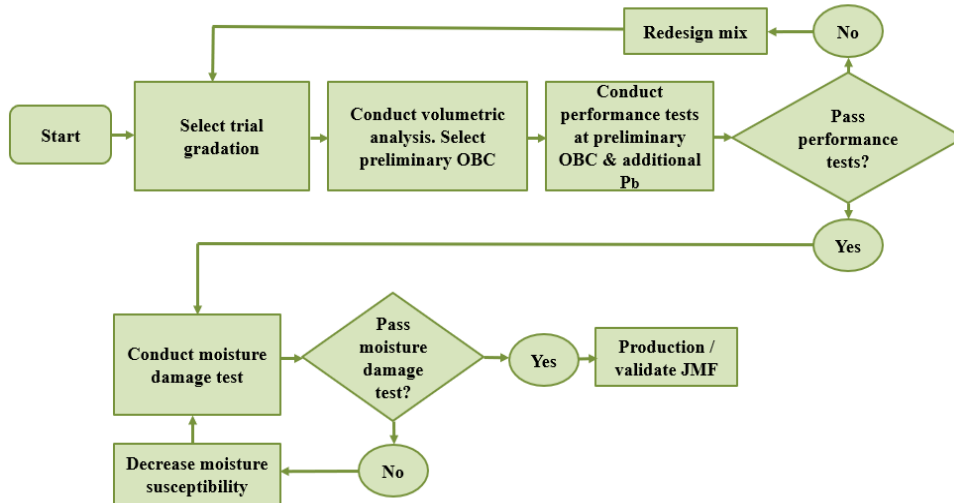 Redesign mix
No
Start
Select trial
gradation
Conduct volumetric
analysis. Select
preliminary OBC
Conduct
performance tests
at preliminary
OBC & additional
Pb
Pass
performance
tests?
Yes
Conduct moisture
damage test
Pass
moisture
damage
test?
Yes
Production /
validate JMF
Decrease moisture
susceptibility
No